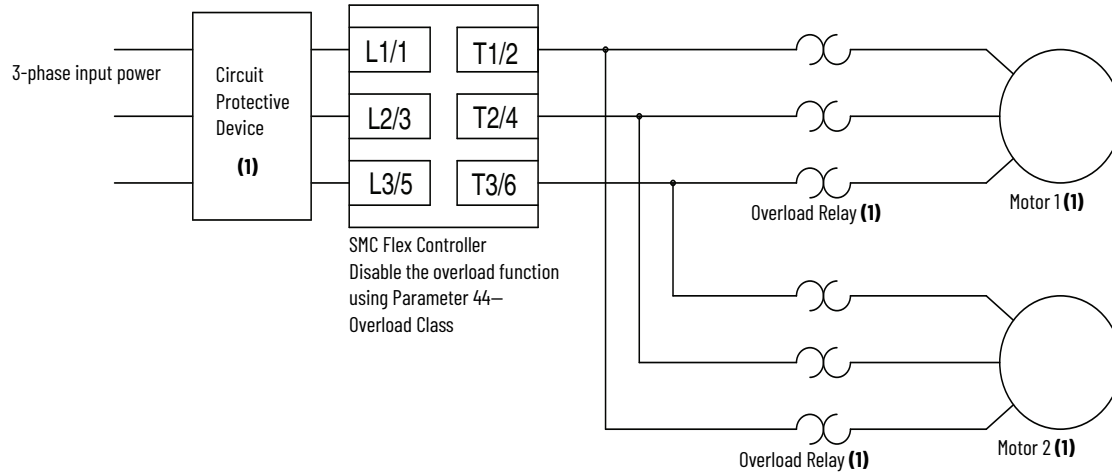 3-phase input power
Circuit
Protective
Device
(1)
L1/1
T1/2
L2/3
T2/4
L3/5
T3/6
SMC Flex Controller
Disable the overload function
using Parameter 44—
Overload Class
Overload Relay (1)
Motor 1 (1)
Overload Relay (1)
Motor 2 (1)